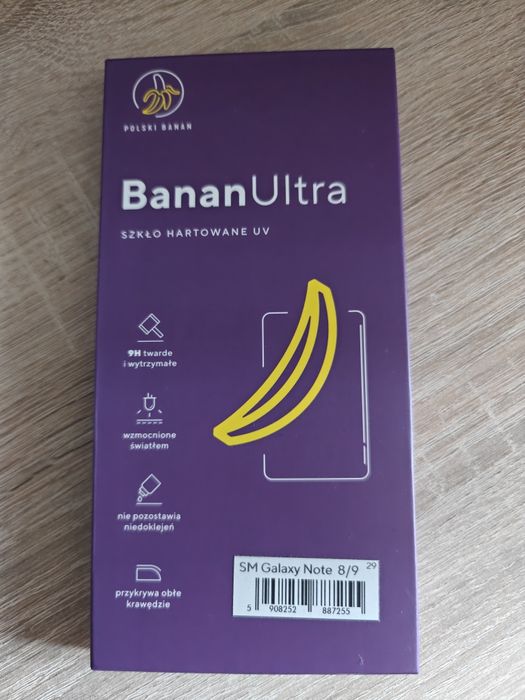 POLSKI BANAN
BananUltra
SZKŁO HARTOWANE UV
9H twarde
i wytrzymałe
wzmocnione
światłem
nie pozostawia
niedoklejeń
przykrywa obłe
krawędzie
SM Galaxy Note 8/9 29
5 908252 887255